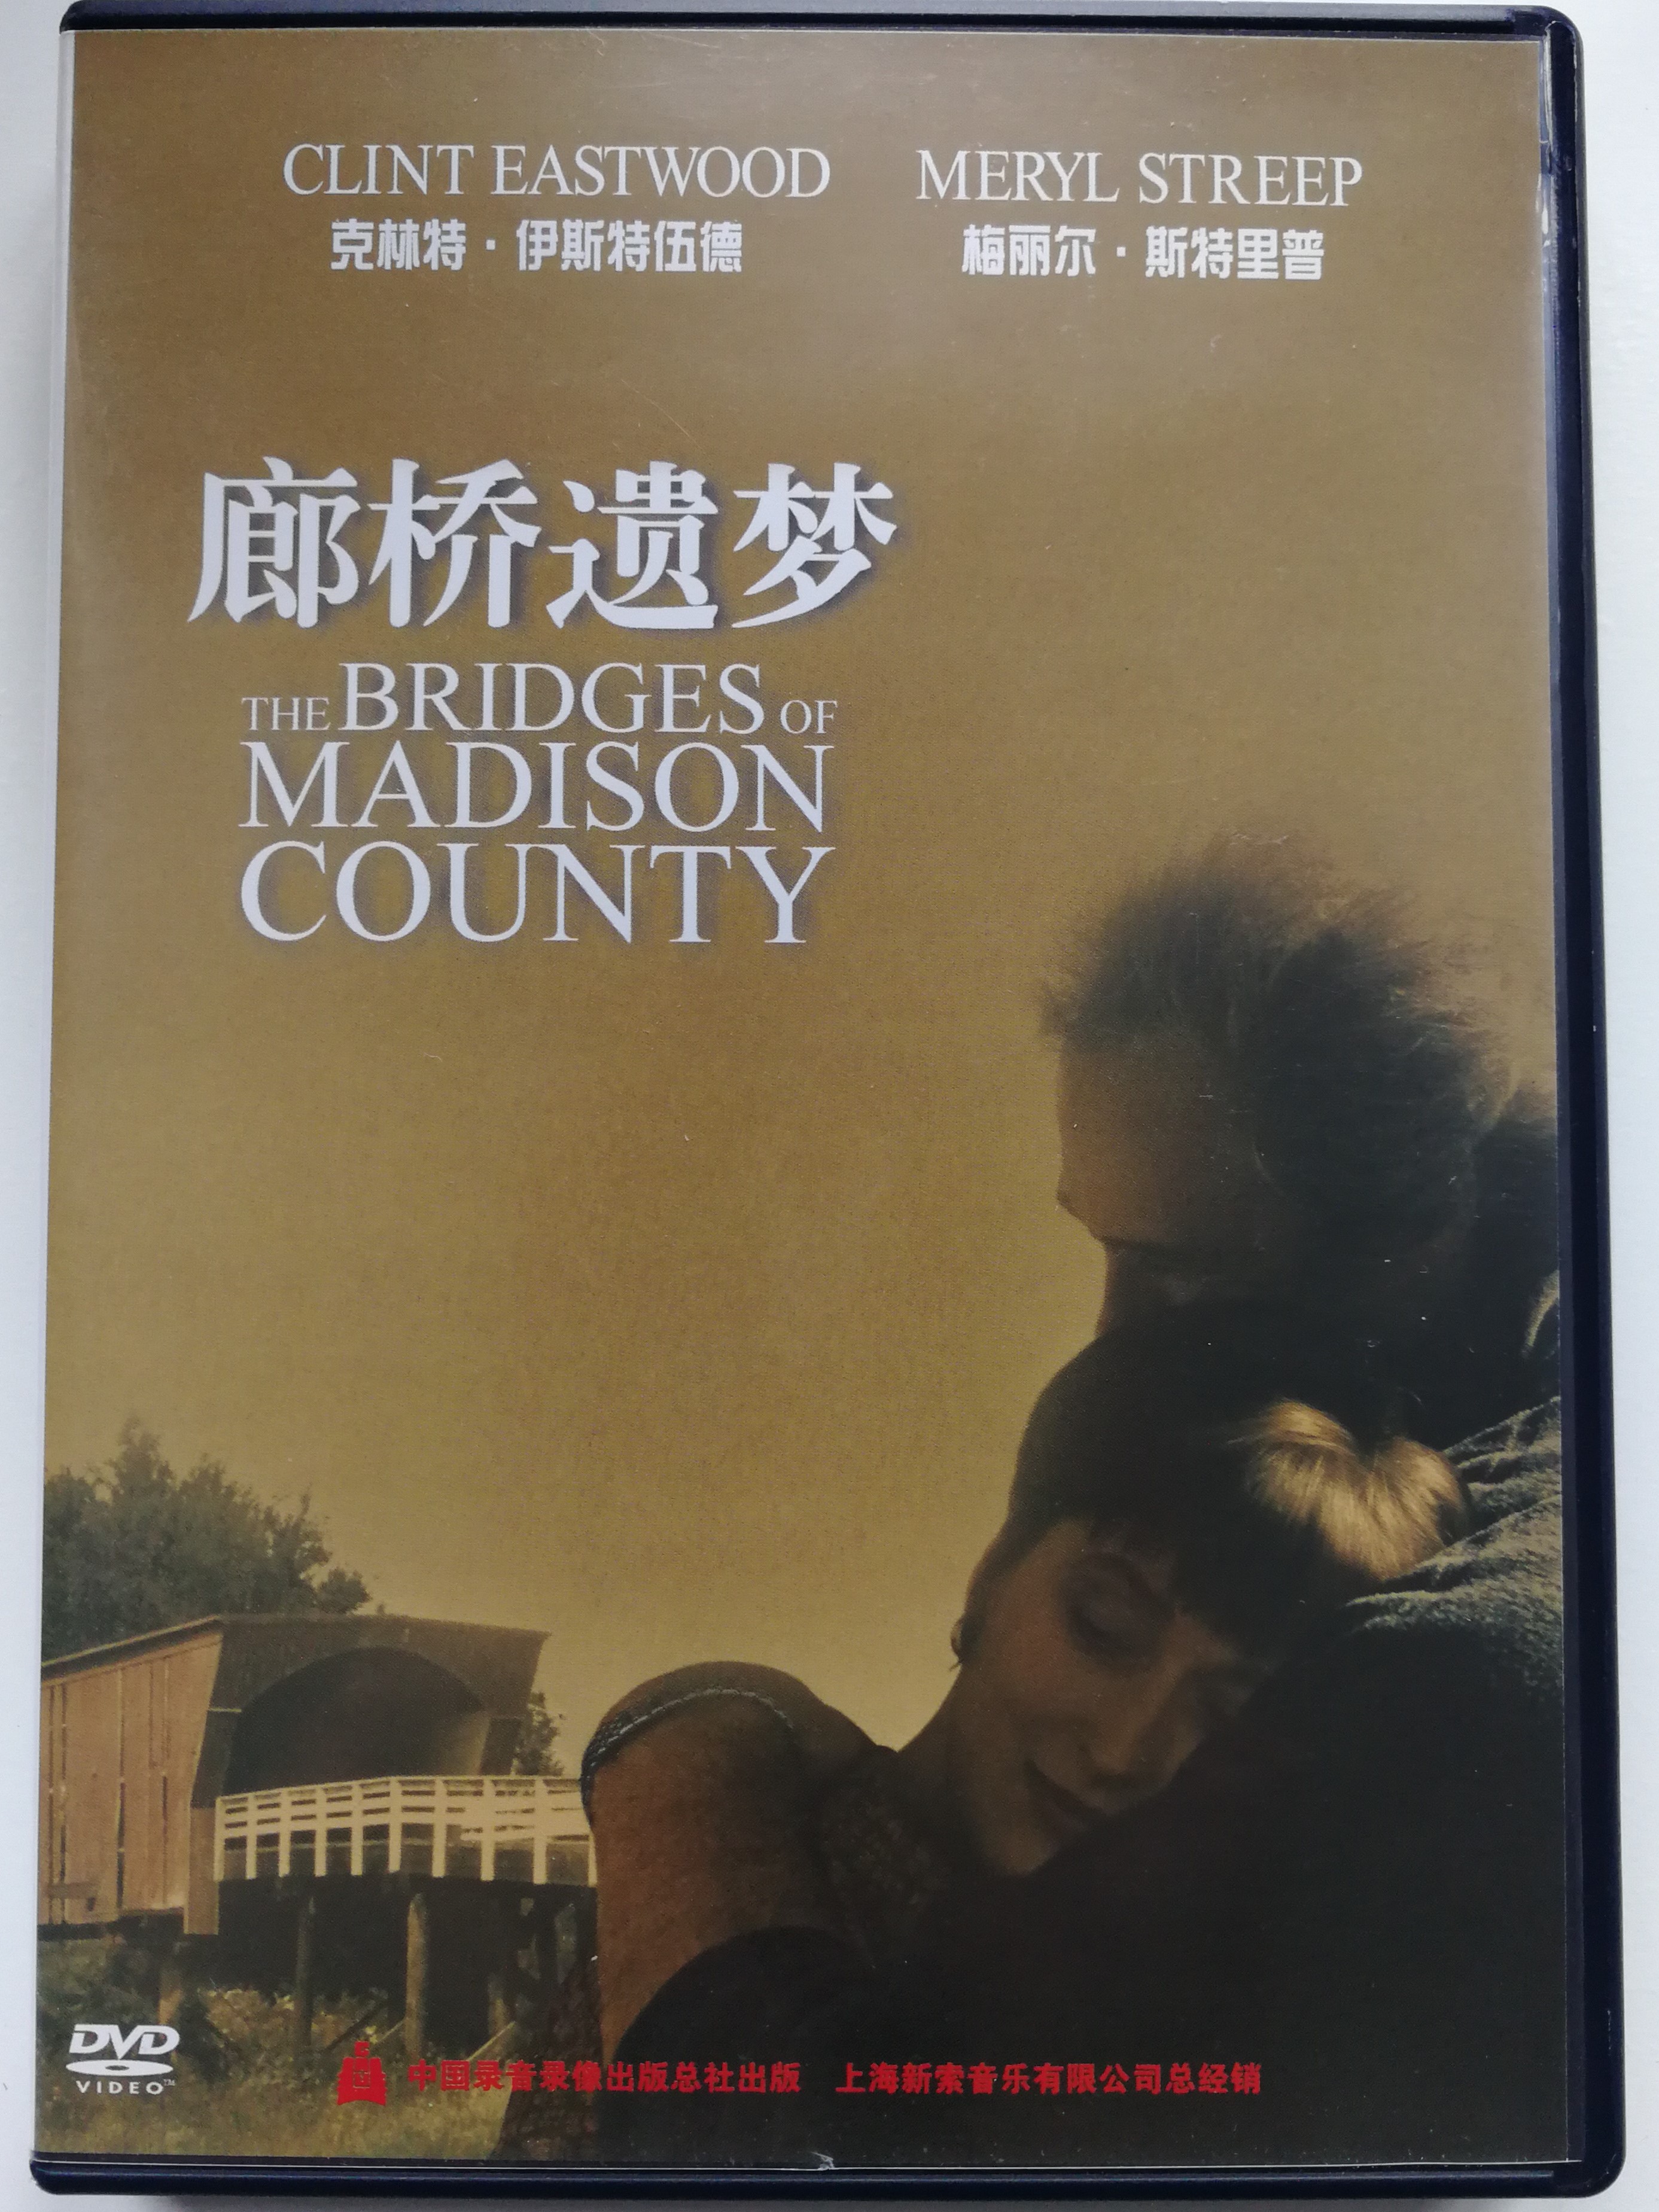 CLINT EASTWOOD MERYL STREEP
克林特·伊斯特伍德 梅丽尔·斯特里普
廊桥遗梦
THE BRIDGES OF
MADISON
COUNTY
DVD
VIDEO™
中国录音录像出版总社出版 上海新索音乐有限公司总经销